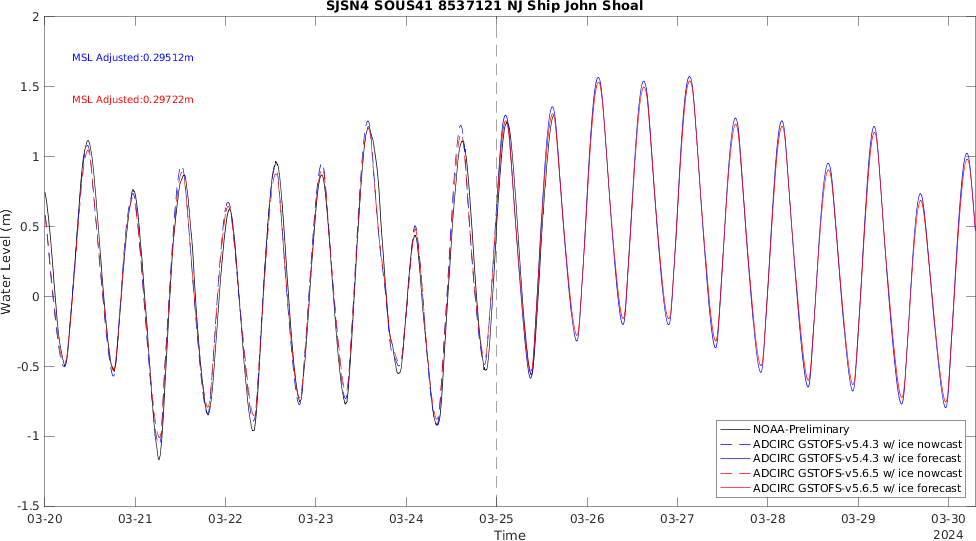 SJSN4 SOUS41 8537121 NJ Ship John Shoal
2
1.5
1
0.5
0
-0.5
-1
-1.5
Water Level (m)
MSL Adjusted:0.29512m
MSL Adjusted:0.29722m
NOAA-Preliminary
ADCIRC GSTOFS-v5.4.3 w/ ice nowcast
ADCIRC GSTOFS-v5.4.3 w/ ice forecast
ADCIRC GSTOFS-v5.6.5 w/ ice nowcast
ADCIRC GSTOFS-v5.6.5 w/ ice forecast
03-20 03-21 03-22 03-23 03-24 03-25 03-26 03-27 03-28 03-29 03-30
Time
2024